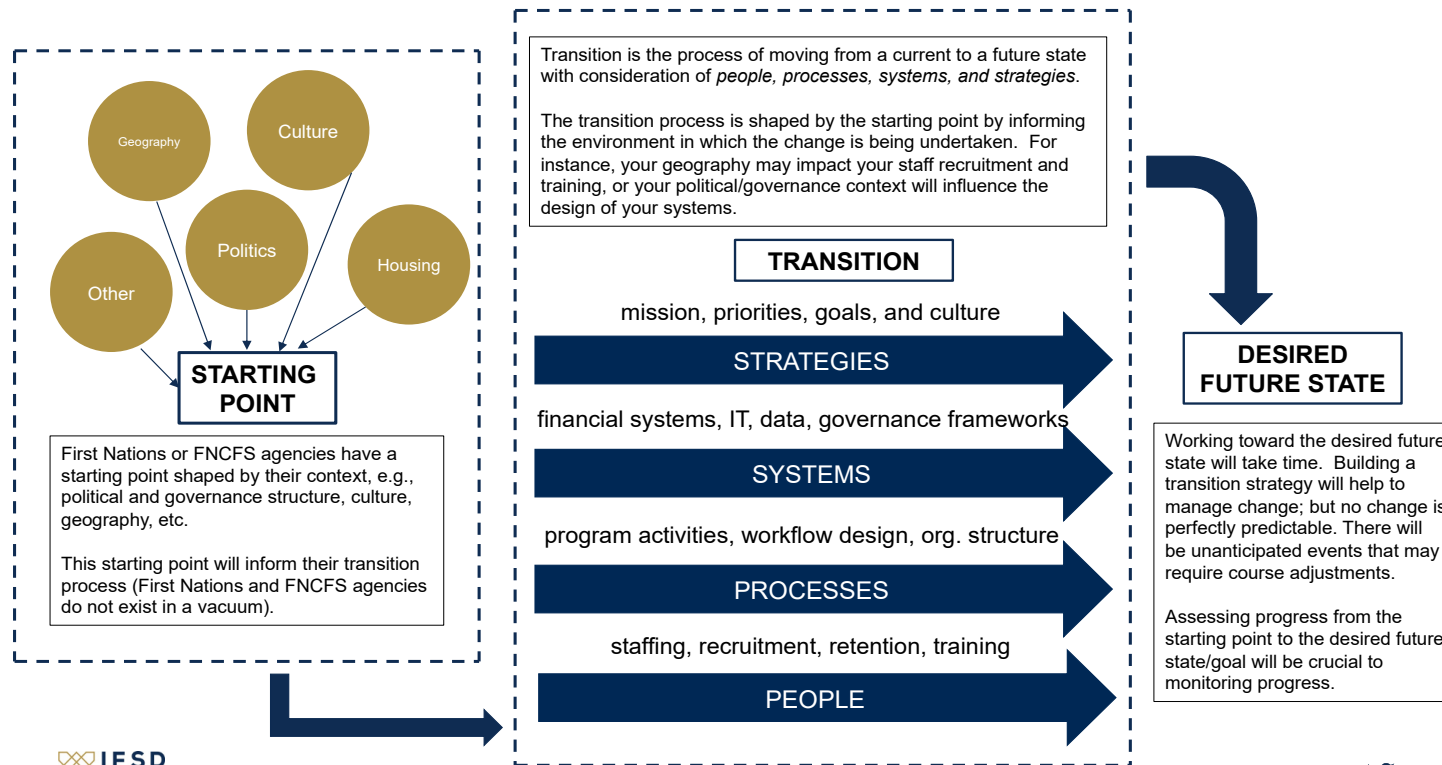 Geography
Culture
Politics
Housing
Other
STARTING
POINT
First Nations or FNCFS agencies have a
starting point shaped by their context, e.g.,
political and governance structure, culture,
geography, etc.
This starting point will inform their transition
process (First Nations and FNCFS agencies
do not exist in a vacuum).
Transition is the process of moving from a current to a future state
with consideration of people, processes, systems, and strategies.
The transition process is shaped by the starting point by informing
the environment in which the change is being undertaken.  For
instance, your geography may impact your staff recruitment and
training, or your political/governance context will influence the
design of your systems.
TRANSITION
mission, priorities, goals, and culture
STRATEGIES
financial systems, IT, data, governance frameworks
SYSTEMS
program activities, workflow design, org. structure
PROCESSES
staffing, recruitment, retention, training
PEOPLE
DESIRED
FUTURE STATE
Working toward the desired future
state will take time.  Building a
transition strategy will help to
manage change; but no change is
perfectly predictable. There will
be unanticipated events that may
require course adjustments.
Assessing progress from the
starting point to the desired future
state/goal will be crucial to
monitoring progress.
IFSD